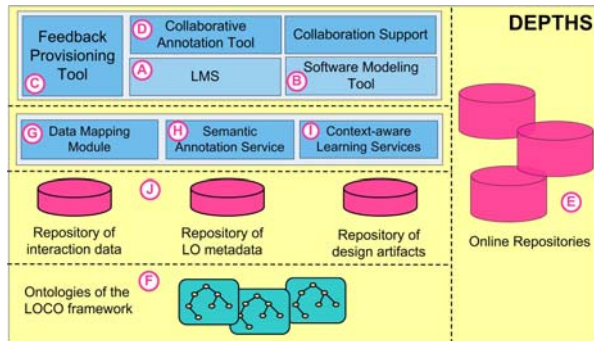 DEPTHS
Feedback
Provisioning
Tool
C
D
Collaborative
Annotation Tool
Collaboration Support
A
LMS
B
Software Modeling
Tool
G
Data Mapping
Module
H
Semantic
Annotation Service
I
Context-aware
Learning Services
J
Repository of
interaction data
Repository of
LO metadata
Repository of
design artifacts
E
Online Repositories
F
Ontologies of the
LOCO framework